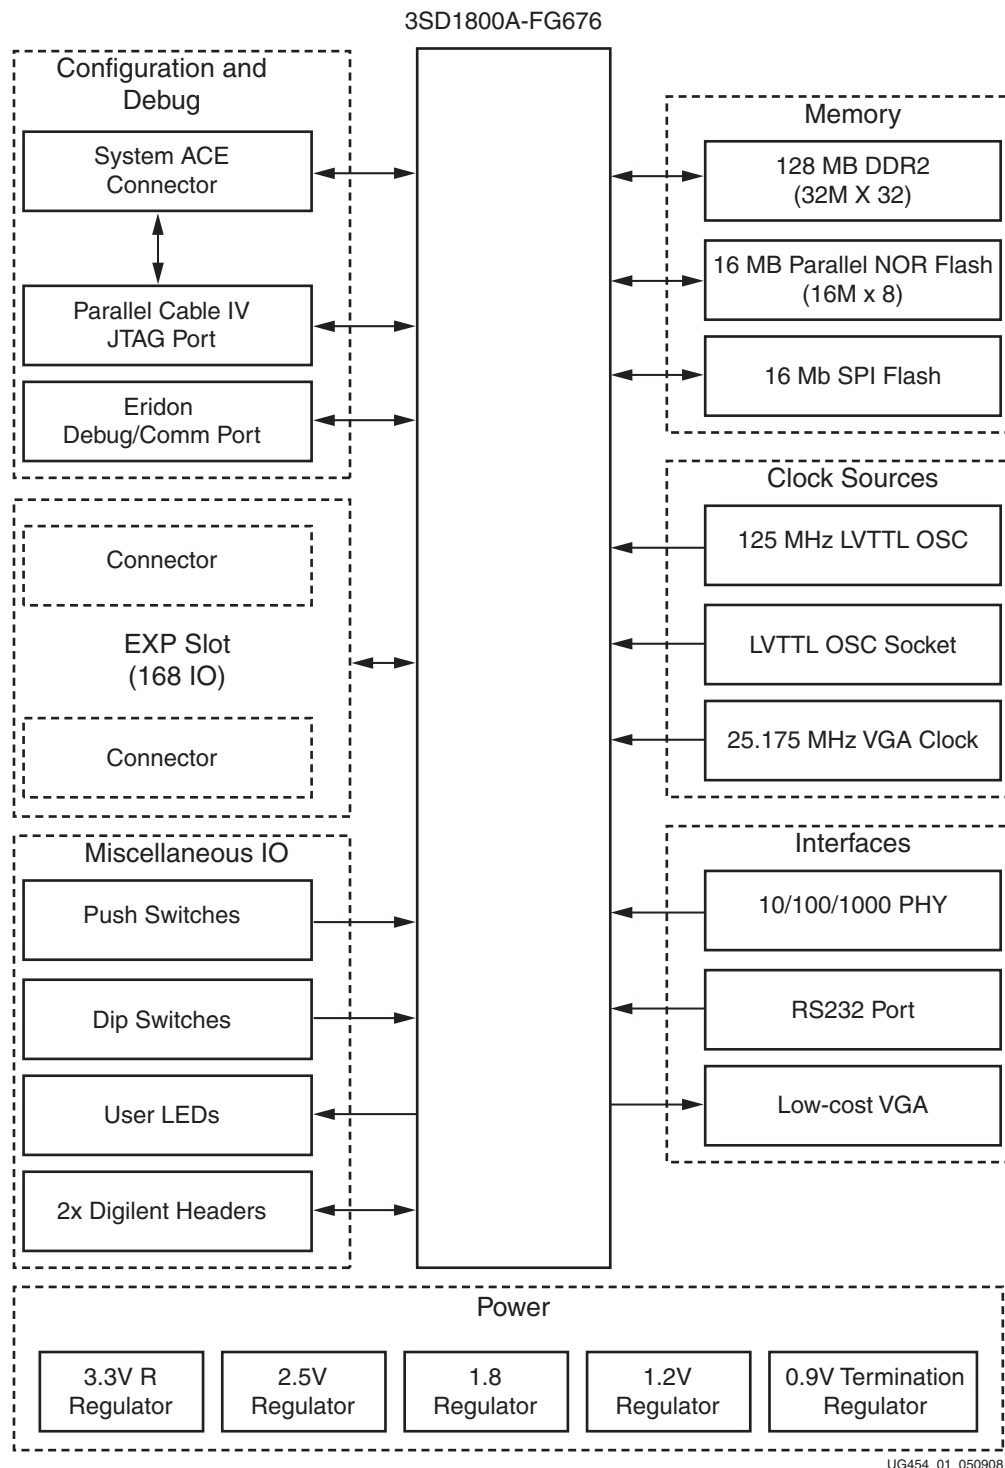 3SD1800A-FG676
Configuration and
Debug
System ACE
Connector
Parallel Cable IV
JTAG Port
Eridon
Debug/Comm Port
Connector
EXP Slot
(168 IO)
Connector
Miscellaneous IO
Push Switches
Dip Switches
User LEDs
2x Digilent Headers
Memory
128 MB DDR2
(32M X 32)
16 MB Parallel NOR Flash
(16M x 8)
16 Mb SPI Flash
Clock Sources
125 MHz LVTTL OSC
LVTTL OSC Socket
25.175 MHz VGA Clock
Interfaces
10/100/1000 PHY
RS232 Port
Low-cost VGA
Power
3.3V R
Regulator
2.5V
Regulator
1.8
Regulator
1.2V
Regulator
0.9V Termination
Regulator
UG454_01_050908